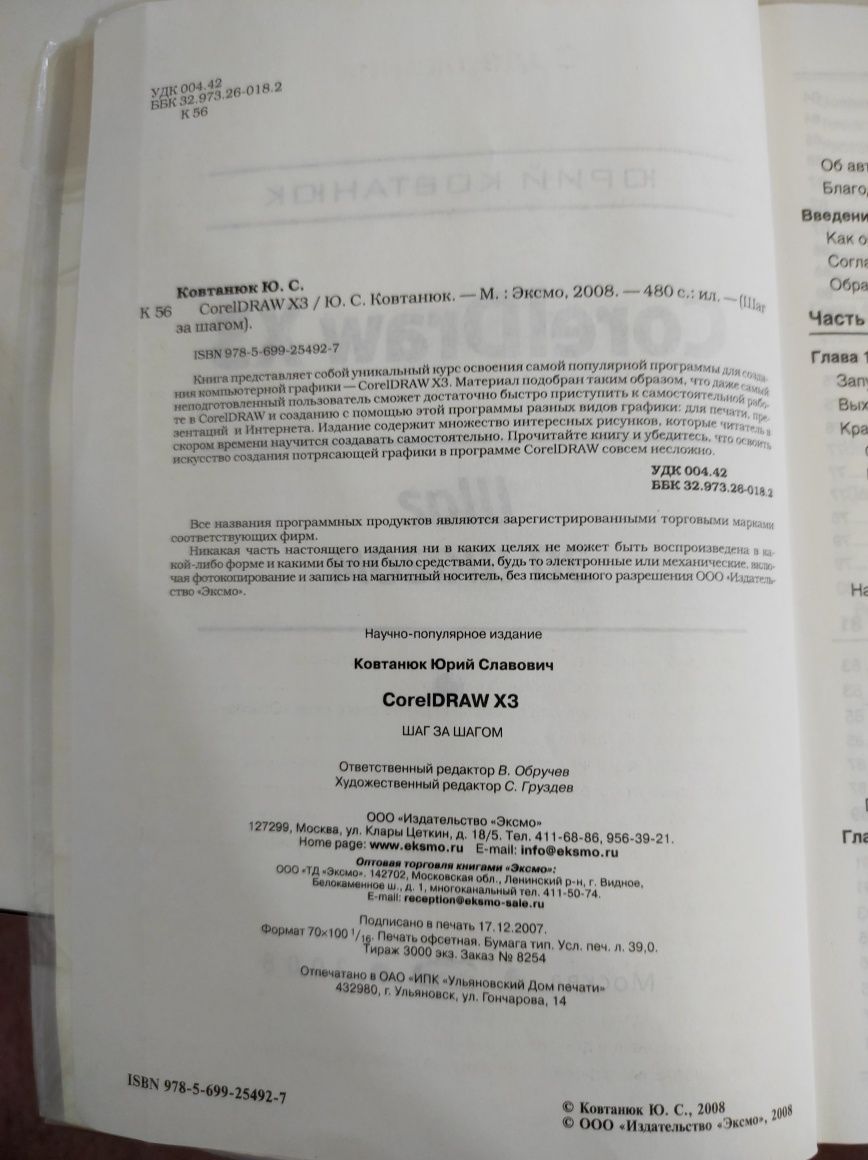 УДК 004.42
ББК 32.973.26-018.2
К 56
Ковтанюк Ю. С.
К 56 CorelDRAW X3 / Ю. С. Ковтанюк. — М. : Эксмо, 2008. — 480 с.: ил. — (Шаг
за шагом).
ISBN 978-5-699-25492-7
Книга представляет собой уникальный курс освоения самой популярной программы для созда-
ния компьютерной графики — CorelDRAW X3. Материал подобран таким образом, что даже самый
неподготовленный пользователь сможет достаточно быстро приступить к самостоятельной рабо-
те в CorelDRAW и созданию с помощью этой программы разных видов графики: для печати, пре-
зентаций и Интернета. Издание содержит множество интересных рисунков, которые читатель в
скором времени научится создавать самостоятельно. Прочитайте книгу и убедитесь, что освоить
искусство создания потрясающей графики в программе CorelDRAW совсем несложно.
УДК 004.42
ББК 32.973.26-018.2
Все названия программных продуктов являются зарегистрированными торговыми марками
соответствующих фирм.
Никакая часть настоящего издания ни в каких целях не может быть воспроизведена в ка-
кой-либо форме и какими бы то ни было средствами, будь то электронные или механические, вклю-
чая фотокопирование и запись на магнитный носитель, без письменного разрешения ООО «Издатель-
ство «Эксмо».
Научно-популярное издание
Ковтанюк Юрий Славович
CorelDRAW X3
ШАГ ЗА ШАГОМ
Ответственный редактор В. Обручев
Художественный редактор С. Груздев
ООО «Издательство «Эксмо»
127299, Москва, ул. Клары Цеткин, д. 18/5. Тел. 411-68-86, 956-39-21.
Home page: www.eksmo.ru E-mail: info@eksmo.ru
Оптовая торговля книгами «Эксмо»:
ООО «ТД «Эксмо». 142702, Московская обл., Ленинский р-н, г. Видное,
Белокаменное ш., д. 1, многоканальный тел. 411-50-74.
E-mail: reception@eksmo-sale.ru
Подписано в печать 17.12.2007.
Формат 70×100 1/16. Печать офсетная. Бумага тип. Усл. печ. л. 39,0.
Тираж 3000 экз. Заказ № 8254
Отпечатано в ОАО «ИПК «Ульяновский Дом печати»
432980, г. Ульяновск, ул. Гончарова, 14
ISBN 978-5-699-25492-7
© Ковтанюк Ю. С., 2008
© ООО «Издательство «Эксмо», 2008
Об авт
Благод
Введени
Как о
Согла
Обра
Часть
Глава 1
Запу
Вых
Кра
На
Гла